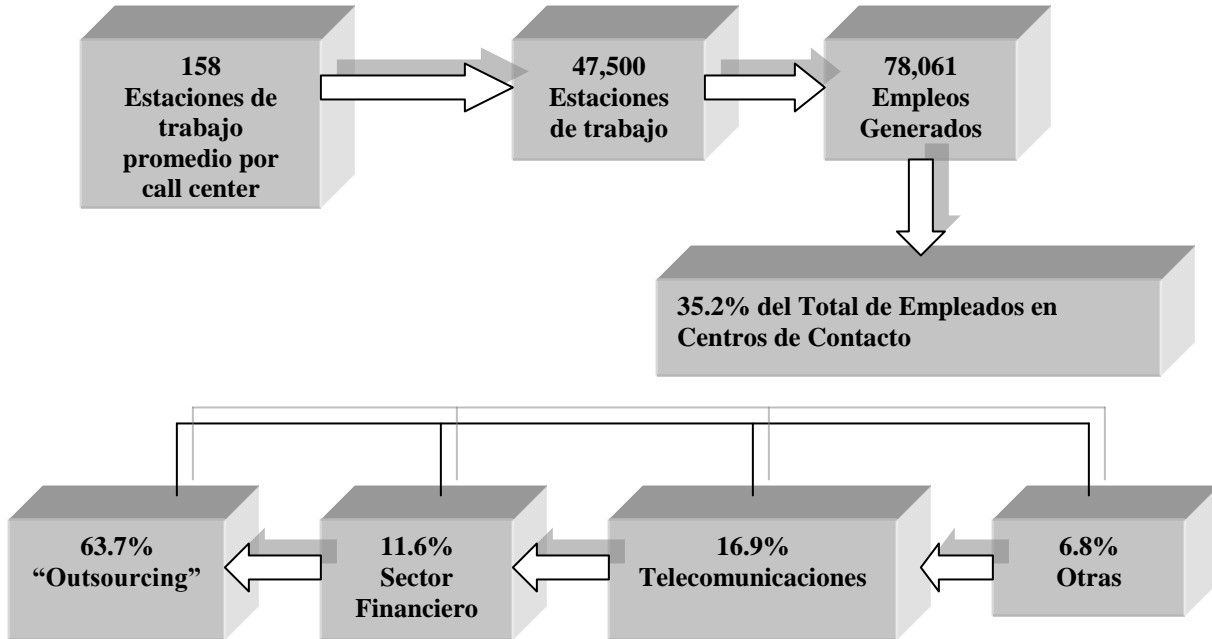 158
Estaciones de
trabajo
promedio por
call center
47,500
Estaciones
de trabajo
78,061
Empleos
Generados
35.2% del Total de Empleados en
Centros de Contacto
63.7%
“Outsourcing”
11.6%
Sector
Financiero
16.9%
Telecomunicaciones
6.8%
Otras